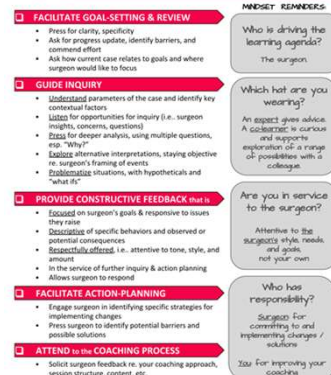 FACILITATE GOAL-SETTING & REVIEW
• Press for clarity, specificity
• Ask for progress update, identify barriers, and
commend effort
• Ask how current case relates to goals and where
surgeon would like to focus
GUIDE INQUIRY
• Understand parameters of the case and identify key
contextual factors
• Listen for opportunities for inquiry (i.e.. surgeon
insights, concerns, questions)
• Press for deeper analysis, using multiple questions,
esp. "Why?"
• Explore alternative interpretations, staying objective
re. surgeon's framing of events
• Problematize situations, with hypotheticals and
"what ifs"
PROVIDE CONSTRUCTIVE FEEDBACK that is
• Focused on surgeon's goals & responsive to issues
they raise
• Descriptive of specific behaviors and observed or
potential consequences
• Respectfully offered, i.e.. attentive to tone, style, and
amount
• In the service of further inquiry & action planning
• Allows surgeon to respond
FACILITATE ACTION-PLANNING
• Engage surgeon in identifying specific strategies for
implementing changes
• Press surgeon to identify potential barriers and
possible solutions
ATTEND to the COACHING PROCESS
• Solicit surgeon feedback re. your coaching approach,
session structure, content, etc.
MINDSET REMINDERS:
Who is driving the
learning agenda?
The surgeon.
Which hat are you
wearing?
An expert gives advice.
A co-learner is curious
and supports
exploration of a range
of possibilities with a
colleague.
Are you in service
to the surgeon?
Attentive to the
surgeon's style, needs,
and goals,
not your own
Who has
responsibility?
Surgeon for
committing to and
implementing changes /
solutions
You for improving your
coaching